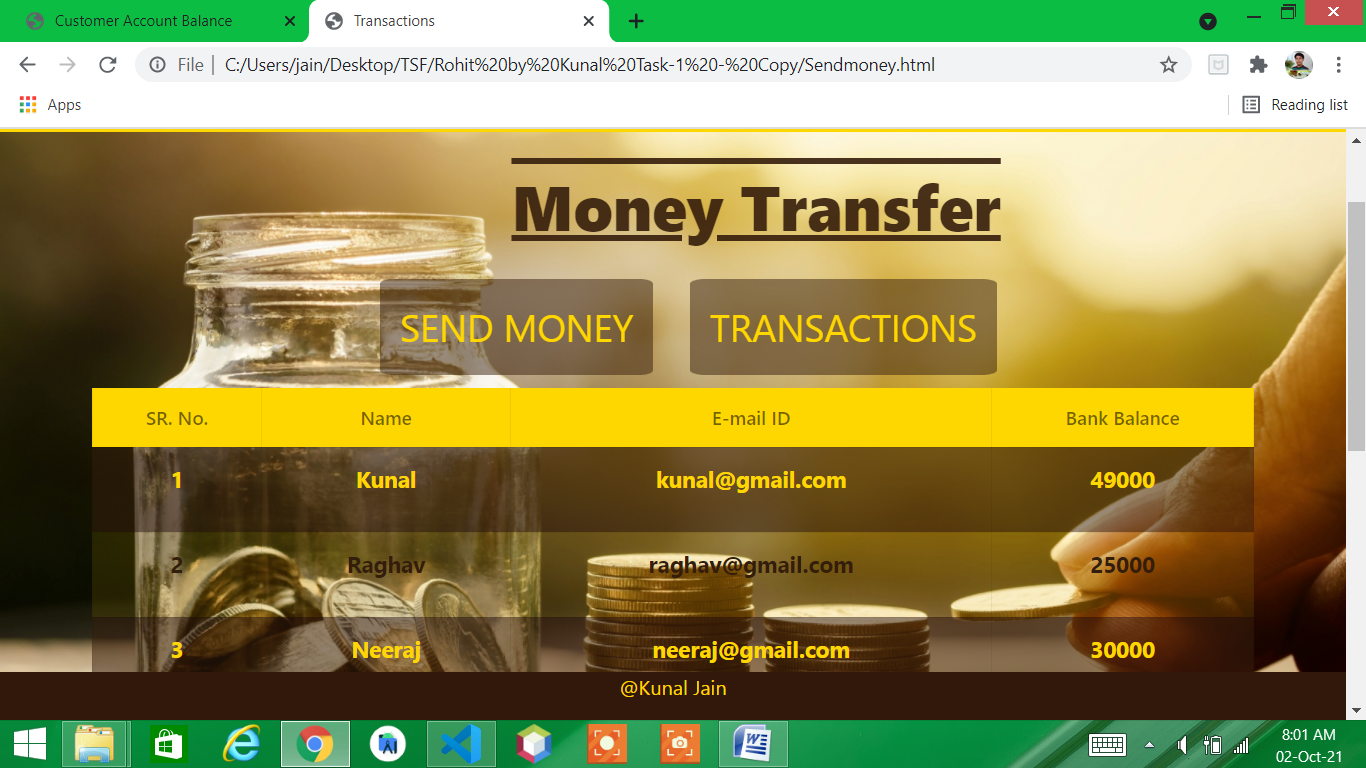 Customer Account Balance
Transactions
File | C:/Users/jain/Desktop/TSF/Rohit%20by%20Kunal%20Task-1%20-%20Copy/Sendmoney.html
Apps
Reading list
Money Transfer
SEND MONEY
TRANSACTIONS
SR. No. Name E-mail ID Bank Balance
1 Kunal kunal@gmail.com 49000
2 Raghav raghav@gmail.com 25000
3 Neeraj neeraj@gmail.com 30000
@Kunal Jain
8:01 AM
02-Oct-21